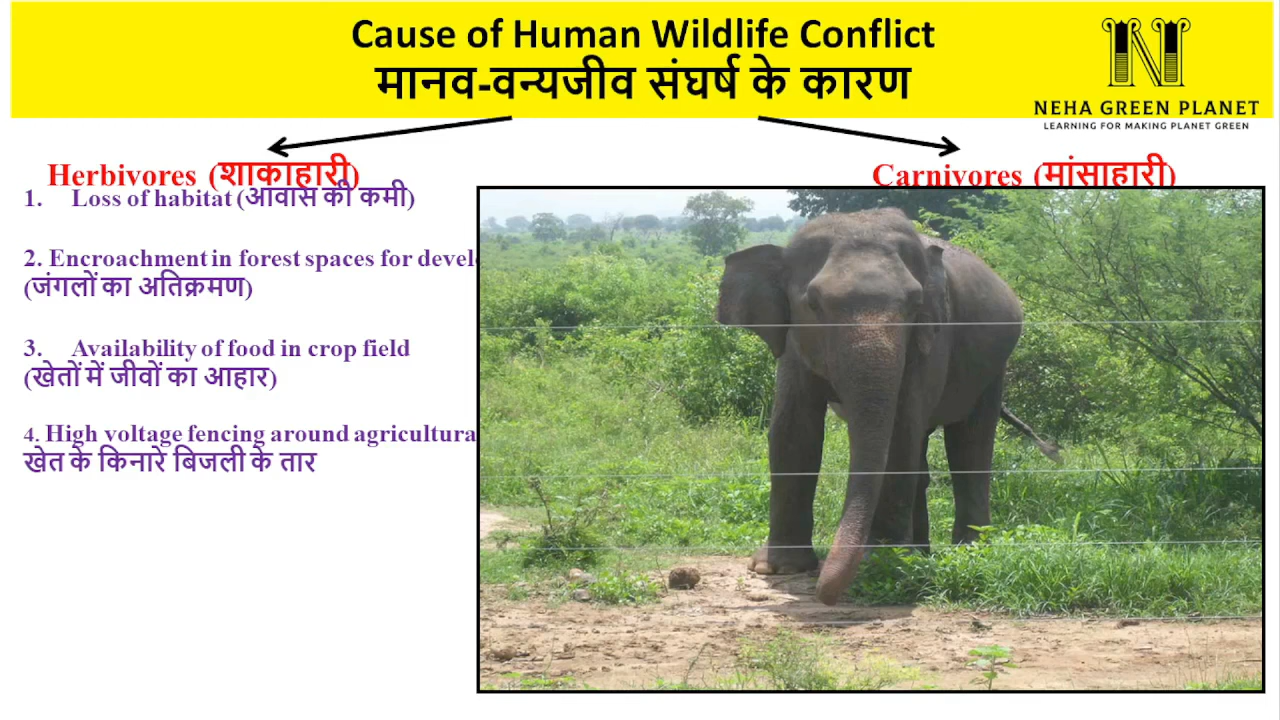 Cause of Human Wildlife Conflict
मानव-वन्यजीव संघर्ष के कारण
NEHA GREEN PLANET
LEARNING FOR MAKING PLANET GREEN
Herbivores (शाकाहारी)
Carnivores (मांसाहारी)
1. Loss of habitat (आवास की कमी)
2. Encroachment in forest spaces for
(जंगलों का अतिक्रमण)
3. Availability of food in crop field
(खेतों में जीवों का आहार)
4. High voltage fencing around
खेत के किनारे बिजली के तार